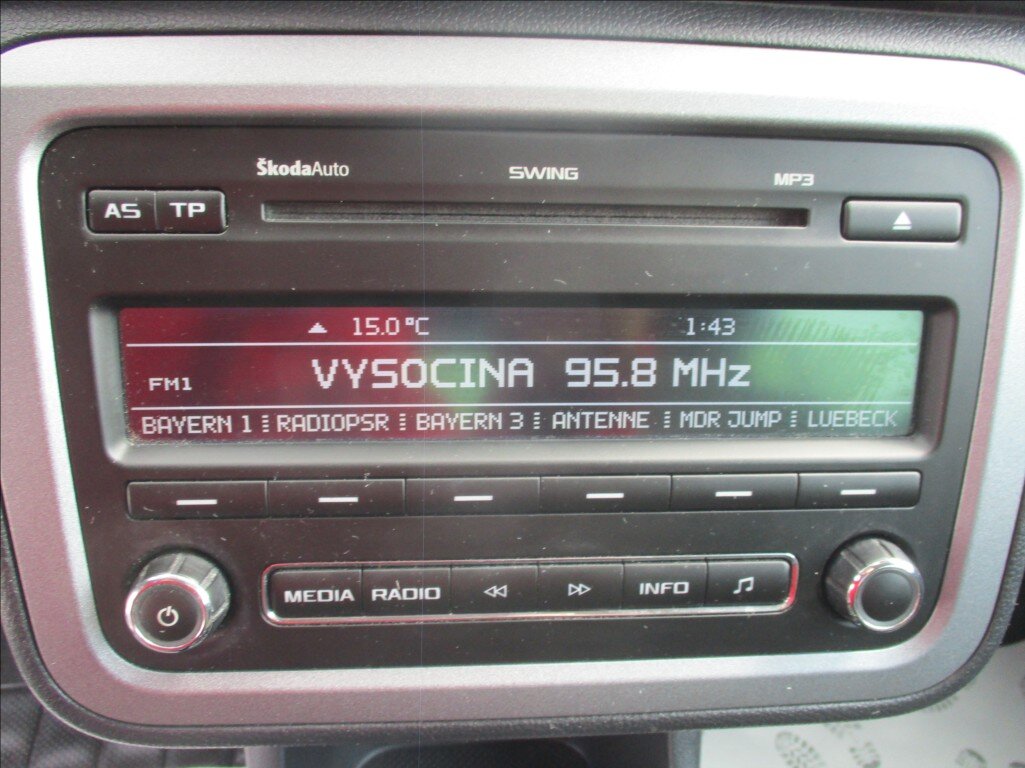 ŠkodaAuto SWING MP3
AS TP
15.0°C 1:43
FM1 VYSOCINA 95.8 MHz
BAYERN 1 RADIOPSR BAYERN 3 ANTENNE MDR JUMP LUEBECK
MEDIA RADIO INFO